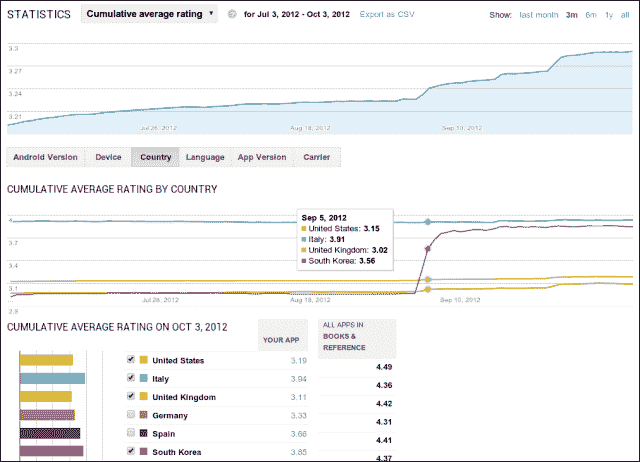 STATISTICS Cumulative average rating ▼ for Jul 3, 2012 - Oct 3, 2012 Export as CSV Show: last month 3m 6m 1y all
3.3
3.27
3.24
3.21
Jul 26, 2012 Aug 18, 2012 Sep 10, 2012
Android Version Device Country Language App Version Carrier
CUMULATIVE AVERAGE RATING BY COUNTRY
4
3.7
3.4
3.1
2.8
Sep 5, 2012
United States: 3.15
Italy: 3.91
United Kingdom: 3.02
South Korea: 3.56
Jul 26, 2012 Aug 18, 2012 Sep 10, 2012
CUMULATIVE AVERAGE RATING ON OCT 3, 2012 YOUR APP ALL APPS IN BOOKS & REFERENCE
United States 3.19 4.49
Italy 3.94 4.36
United Kingdom 3.11 4.42
Germany 3.33 4.31
Spain 3.66 4.41
South Korea 3.85 4.37